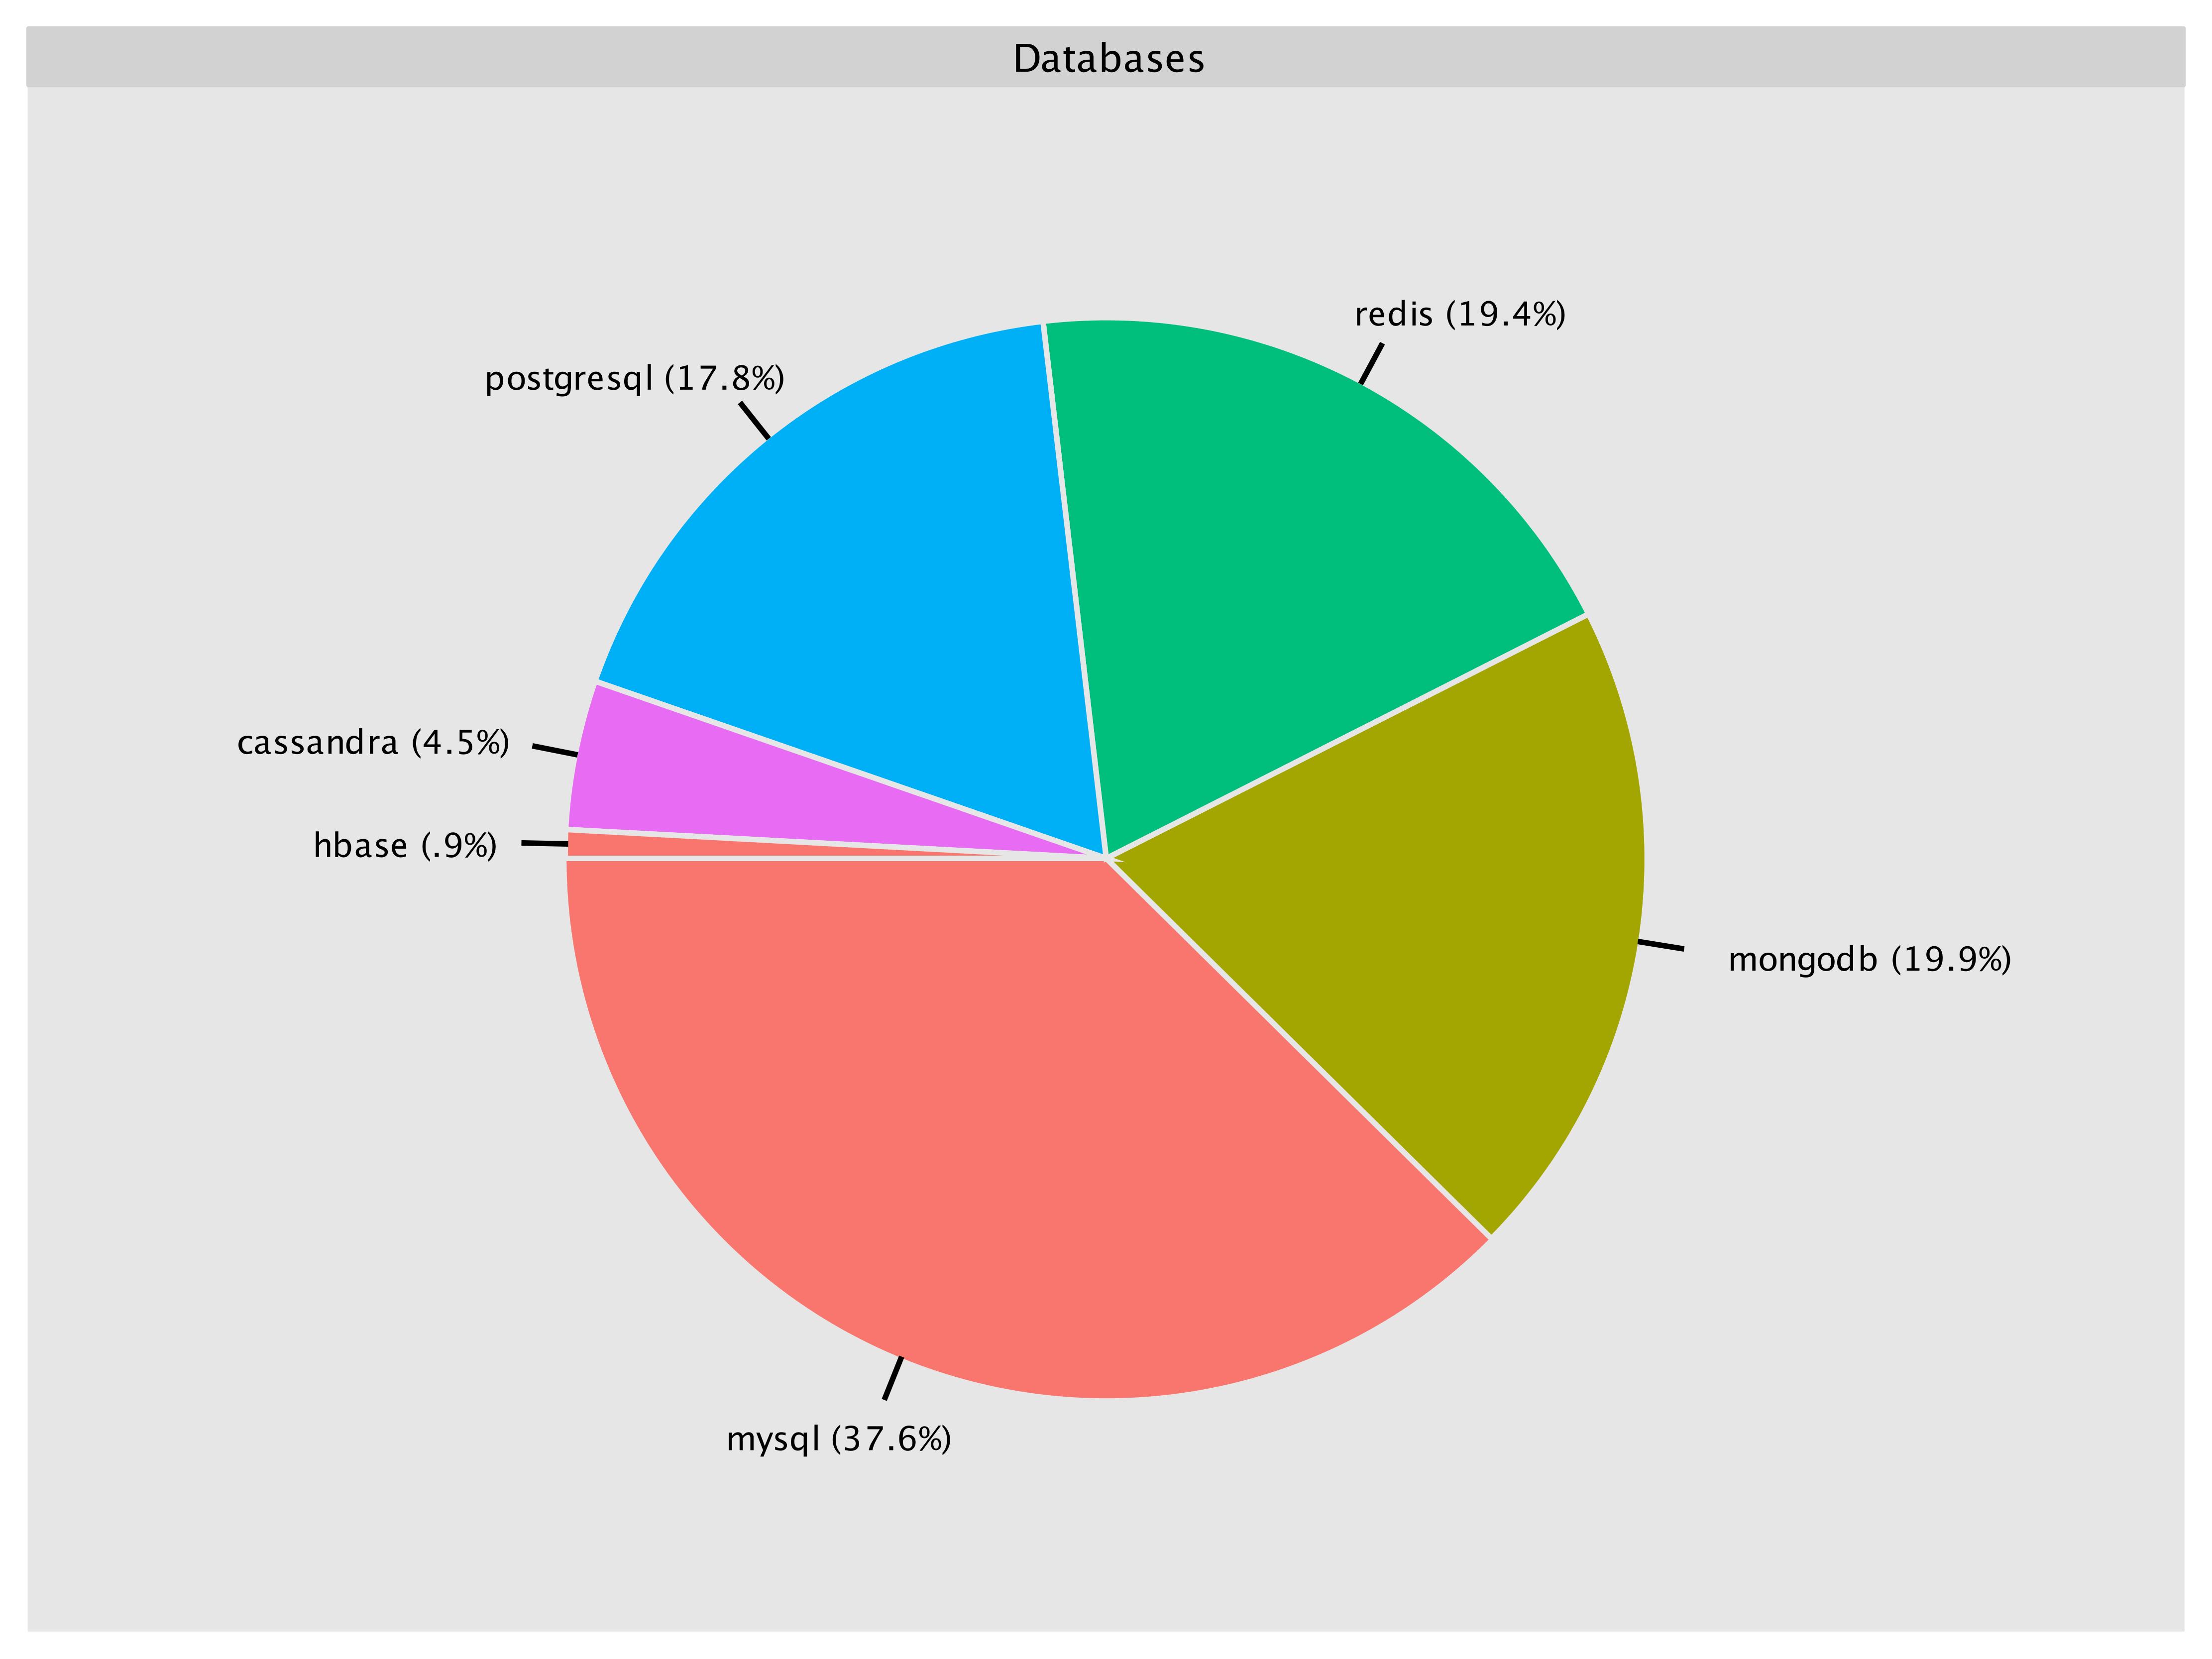 Databases
redis (19.4%)
postgresql (17.8%)
cassandra (4.5%)
hbase (.9%)
mongodb (19.9%)
mysql (37.6%)